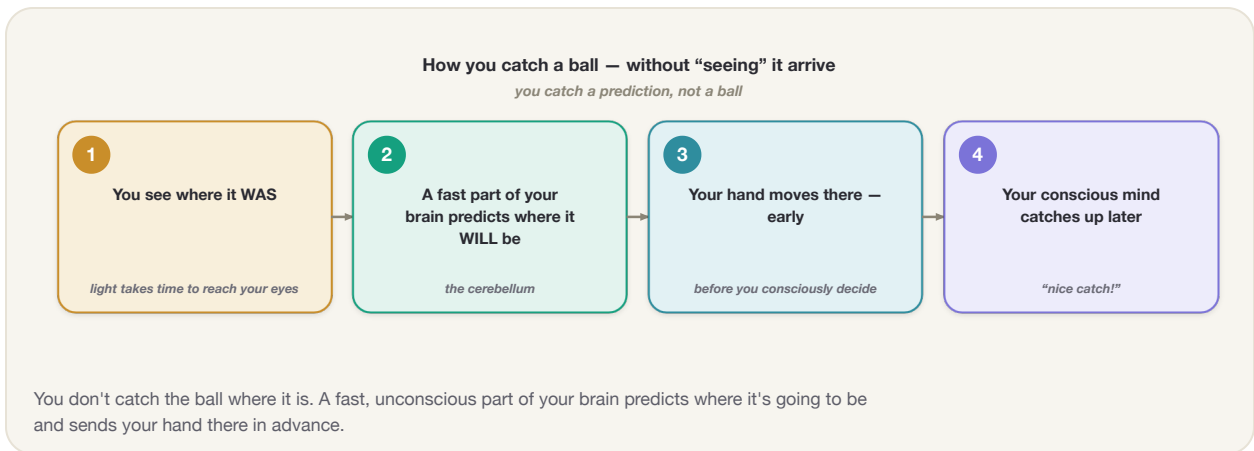 How you catch a ball — without “seeing” it arrive
you catch a prediction, not a ball
1
You see where it WAS
light takes time to reach your eyes
2
A fast part of your
brain predicts where it
WILL be
the cerebellum
3
Your hand moves there —
early
before you consciously decide
4
Your conscious mind
catches up later
“nice catch!”
You don't catch the ball where it is. A fast, unconscious part of your brain predicts where it's going to be
and sends your hand there in advance.